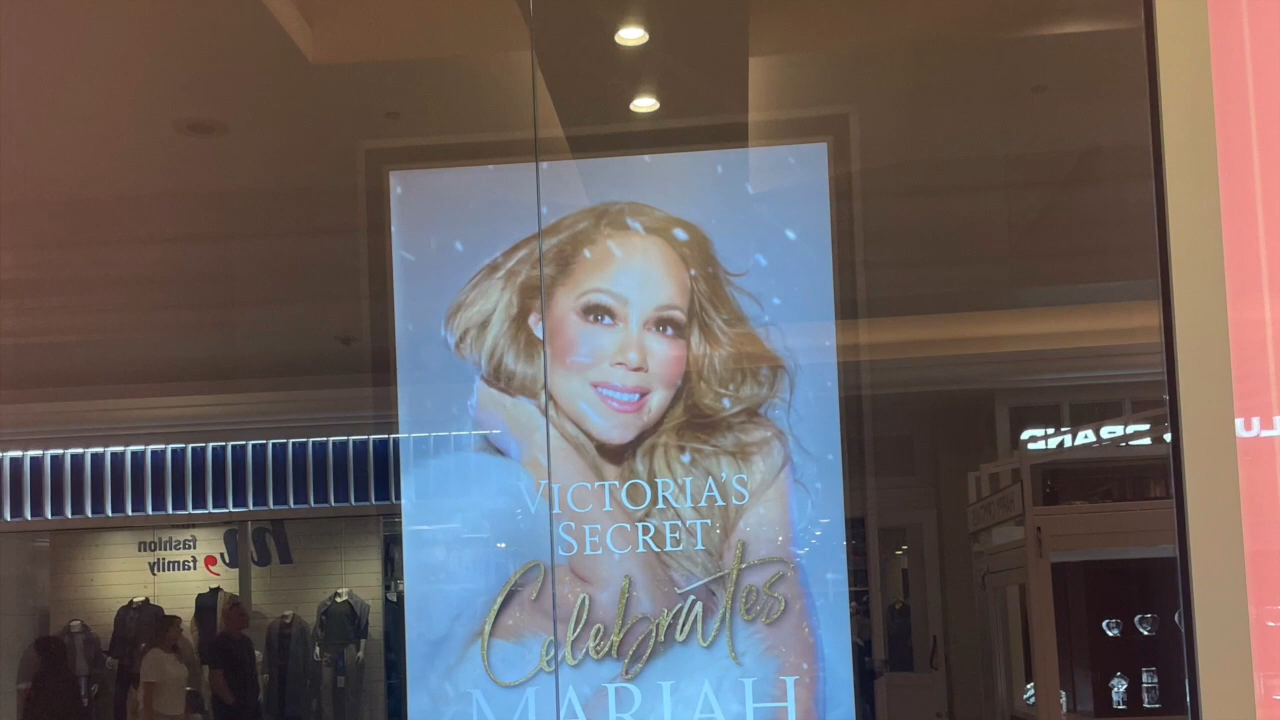 VICTORIA'S
SECRET
Celebrates
MARIAH
fashion
family